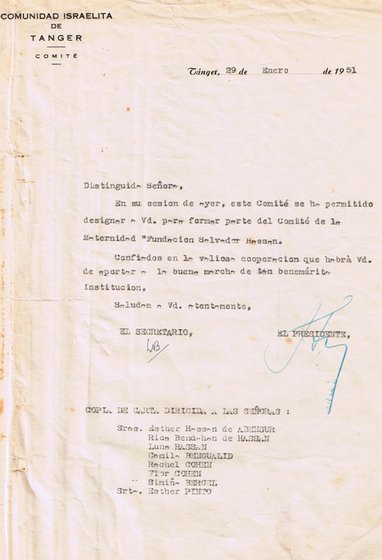 COMUNIDAD ISRAELITA
DE
TANGER
COMITÉ
Tánger, 29 de Enero de 1951
Distinguida Señora,
En su sesion de ayer, este Comité se ha permitido
designar a Vd. para formar parte del Comité de la
Maternidad "Fundacion Salvador Hassan.
Confiados en la valiosa cooperacion que habrà Vd.
de aportar a la buena marcha de tan benemérita
Institucion,
Saludan a Vd. atentamente,
EL SECRETARIO, EL PRESIDENTE,
COPIA DE CARTA DIRIGIDA A LAS SEÑORAS :
Sras. Esther Hassan de ABENSUR
Rica Bendahan de HASSAN
Luna HASSAN
Camila BENGUALID
Rachel COHEN
Flor COHEN
Simiña BERGEL
Srta. Esther PINTO